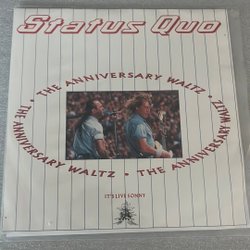 Status Quo
• THE ANNIVERSARY WALTZ • THE ANNIVERSARY WALTZ • THE ANNIVERSARY WALTZ
IT'S LIVE SONNY